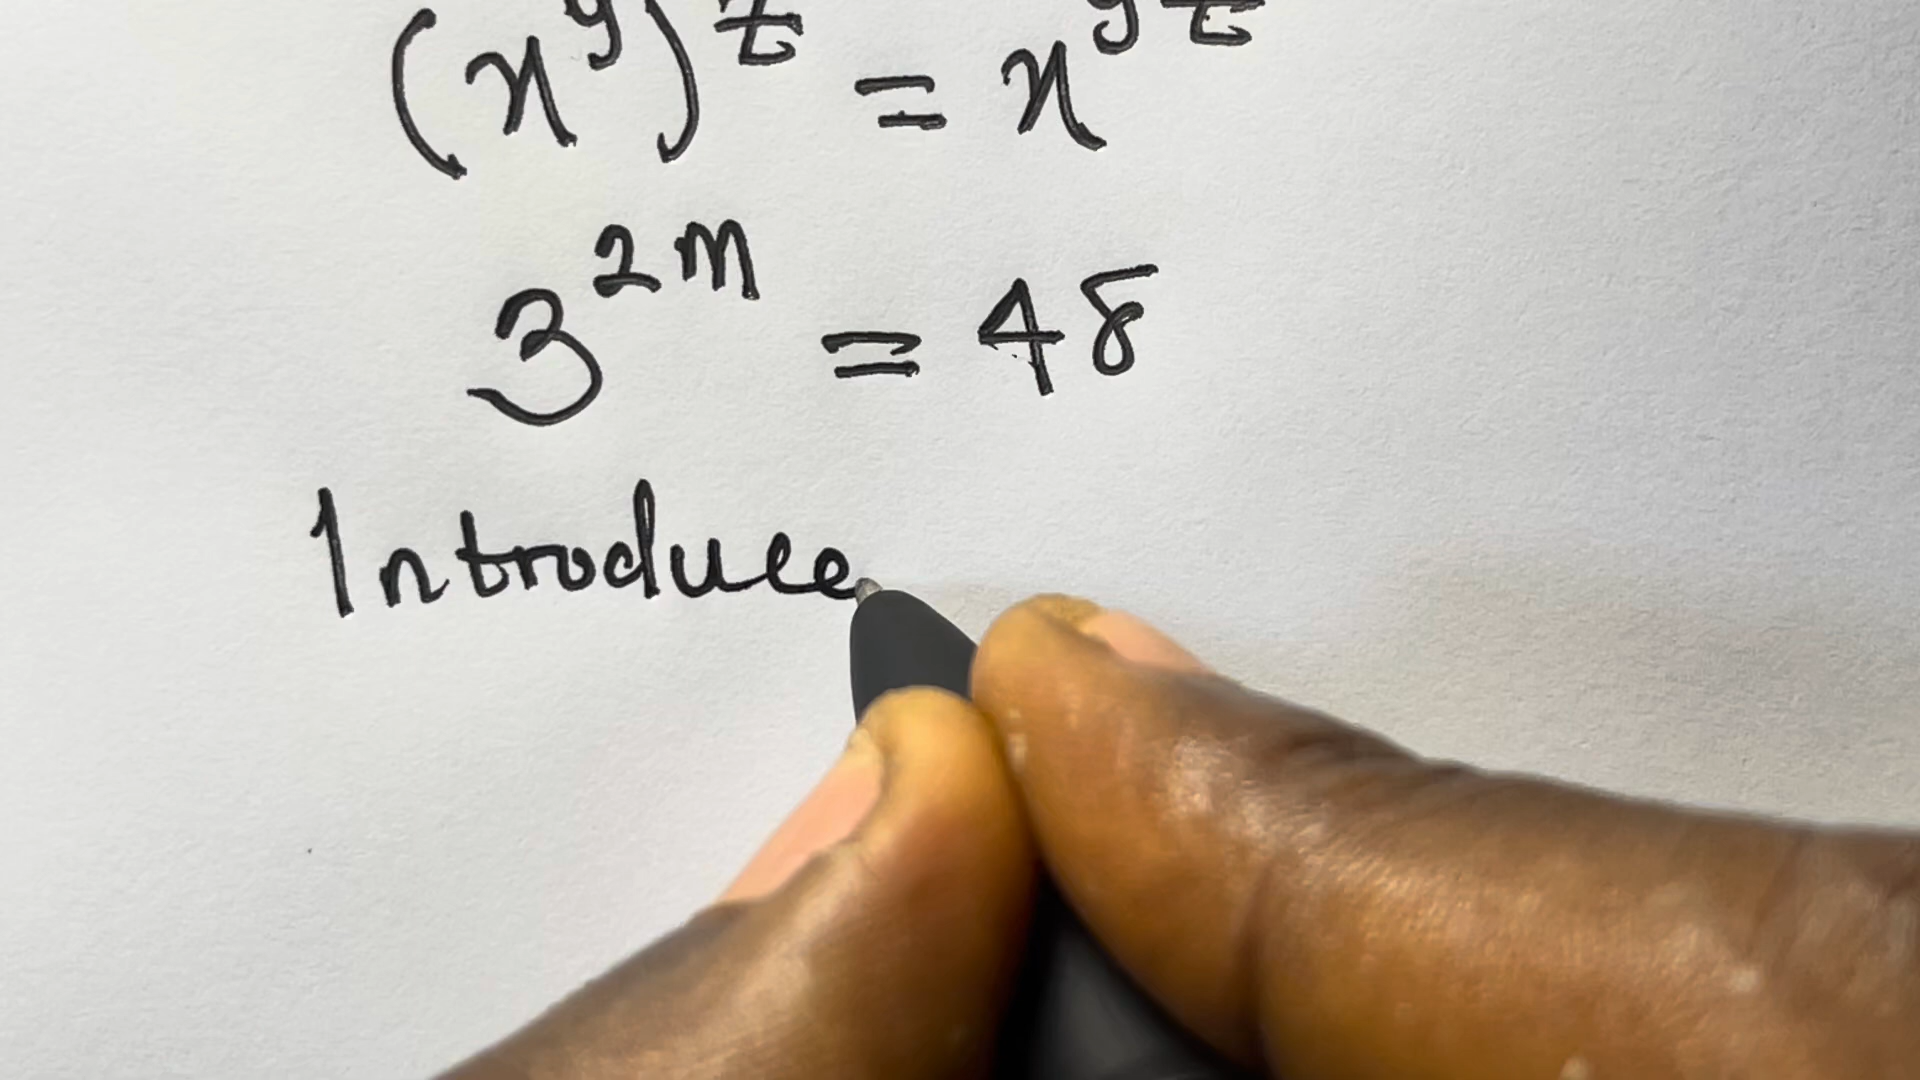 (x^y)^z = x^yz
3^2m = 48
Introduce